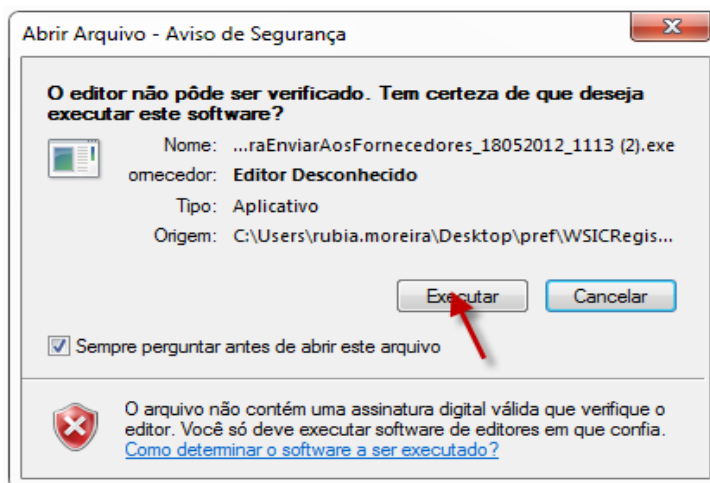 Abrir Arquivo - Aviso de Segurança
O editor não pôde ser verificado. Tem certeza de que deseja
executar este software?
Nome: ...raEnviarAosFornecedores_18052012_1113 (2).exe
ornecedor: Editor Desconhecido
Tipo: Aplicativo
Origem: C:\Users\rubia.moreira\Desktop\pref\WSICRegis...
Executar Cancelar
Sempre perguntar antes de abrir este arquivo
O arquivo não contém uma assinatura digital válida que verifique o
editor. Você só deve executar software de editores em que confia.
Como determinar o software a ser executado?